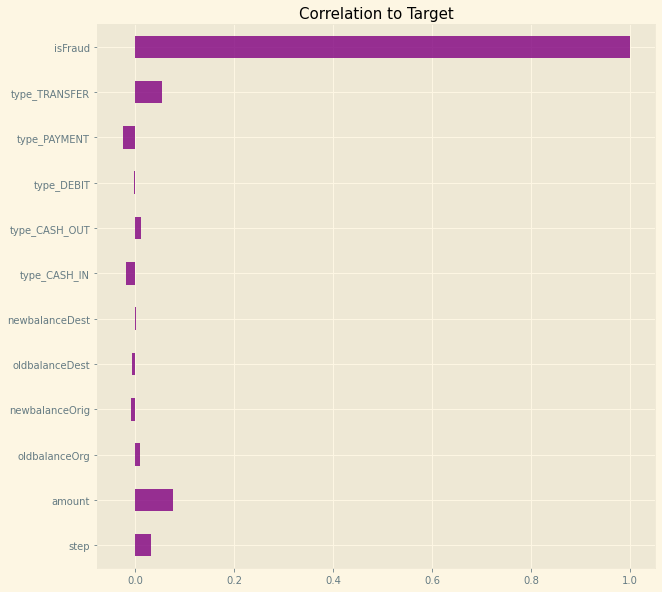 Correlation to Target
isFraud
type_TRANSFER
type_PAYMENT
type_DEBIT
type_CASH_OUT
type_CASH_IN
newbalanceDest
oldbalanceDest
newbalanceOrig
oldbalanceOrg
amount
step
0.0 0.2 0.4 0.6 0.8 1.0